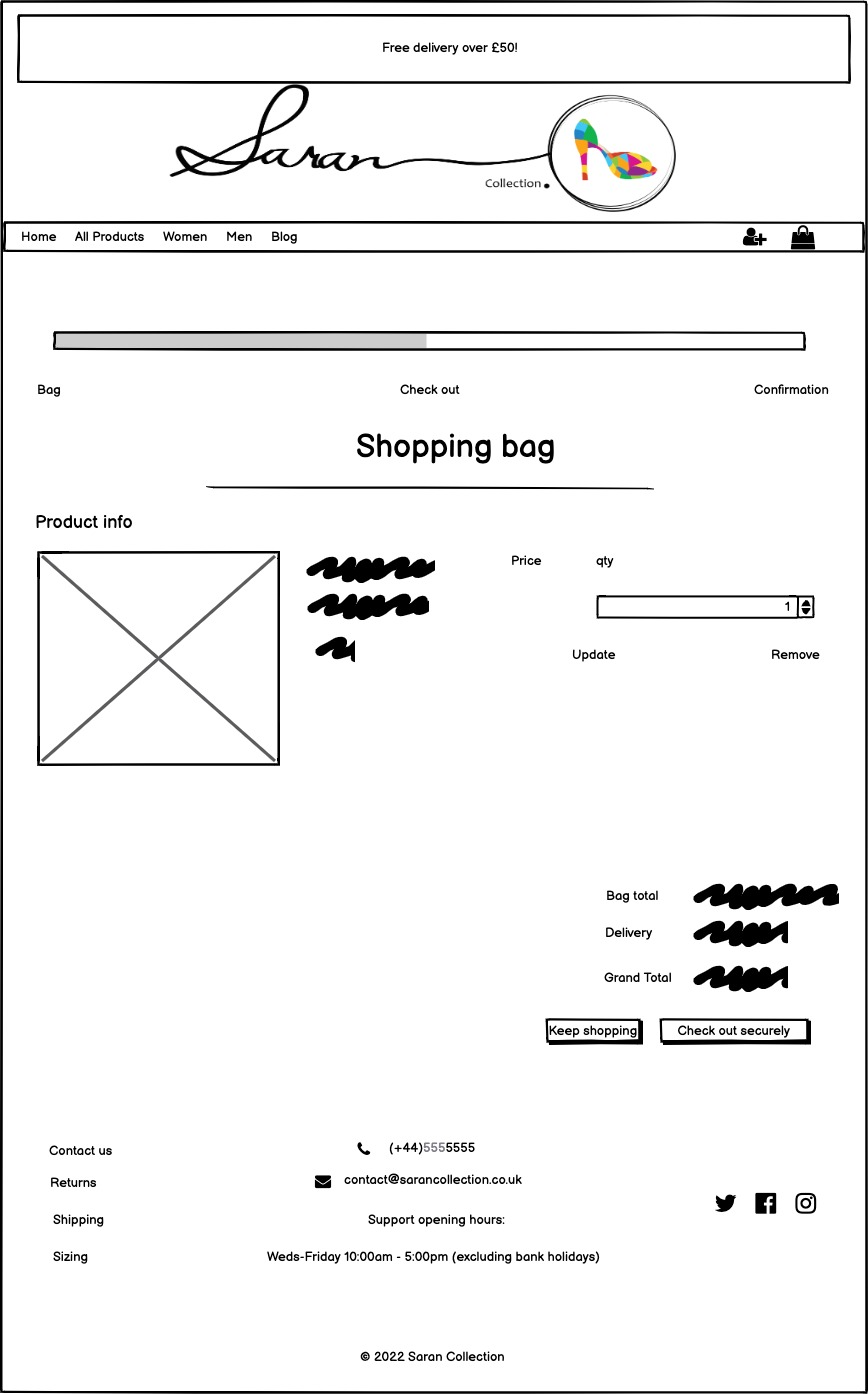 Free delivery over £50!
Saran
Collection.
Home All Products Women Men Blog
Bag Check out Confirmation
Shopping bag
Product info
Price qty
1
Update Remove
Bag total
Delivery
Grand Total
Keep shopping Check out securely
Contact us
Returns
Shipping
Sizing
(+44)5555555
contact@sarancollection.co.uk
Support opening hours:
Weds-Friday 10:00am - 5:00pm (excluding bank holidays)
© 2022 Saran Collection